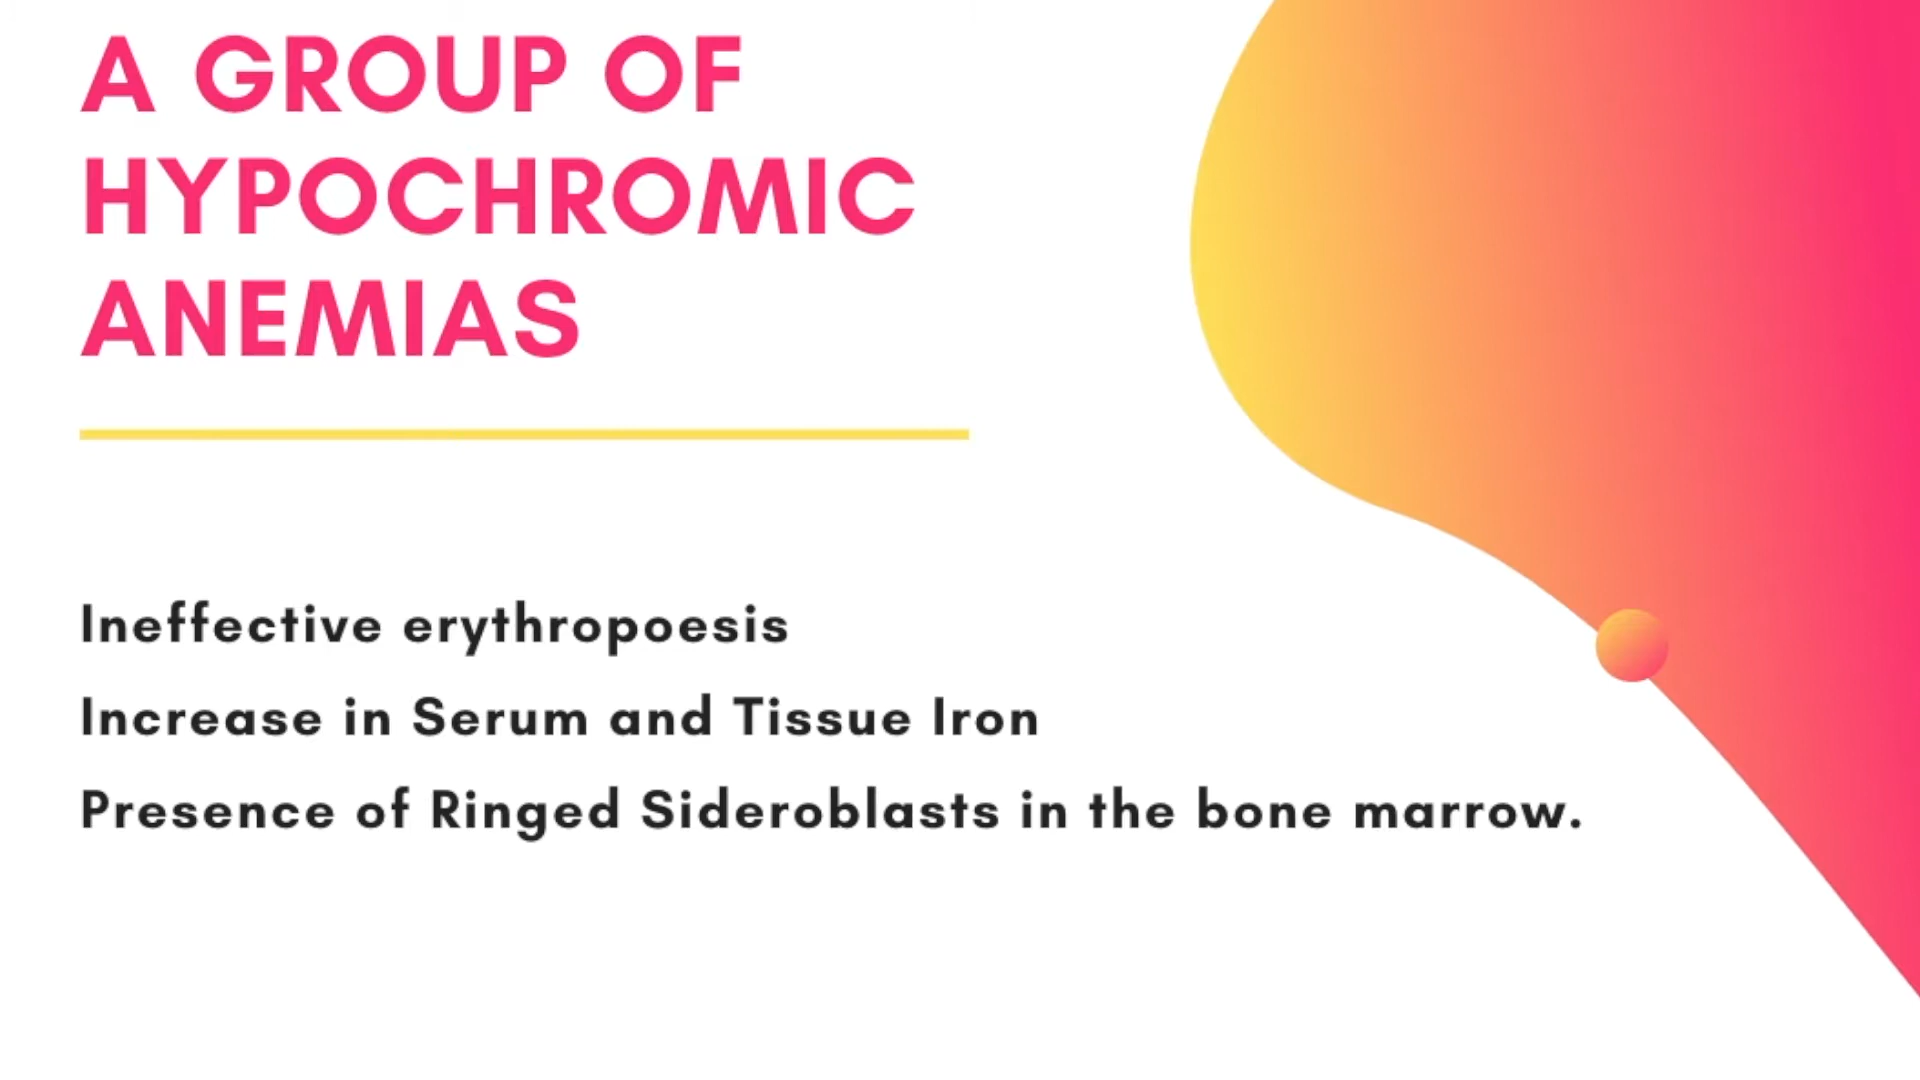 A GROUP OF
HYPOCHROMIC
ANEMIAS
Ineffective erythropoesis
Increase in Serum and Tissue Iron
Presence of Ringed Sideroblasts in the bone marrow.